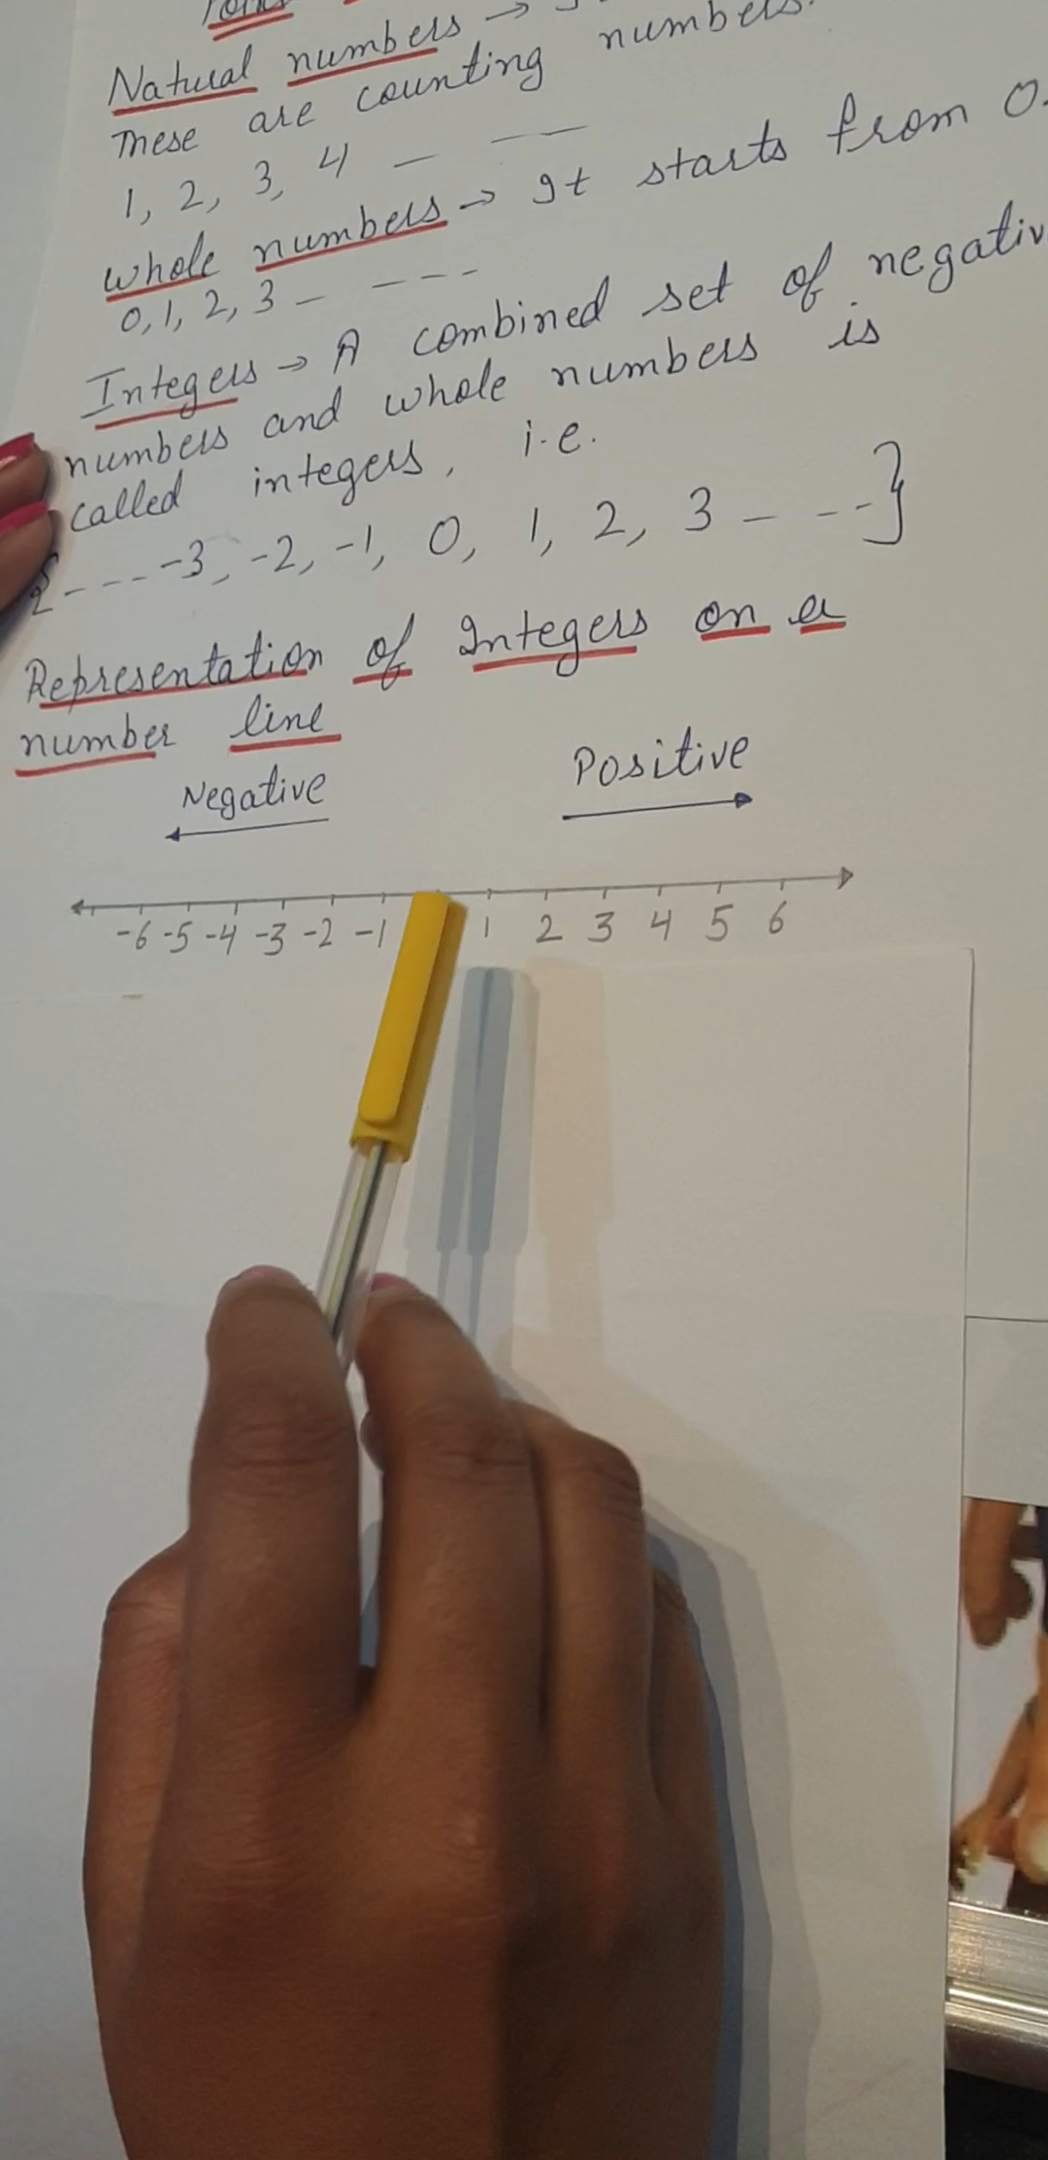 Natual numbers →
These are counting numbers.
1, 2, 3, 4 — —
Whole numbers → It starts from 0.
0, 1, 2, 3 – – – –
Integers → A combined set of negativ
numbers and whole numbers is
called integers, i.e.
{ - - - -3, -2, -1, 0, 1, 2, 3 – – - }
Representation of Integers on a
number line
Negative Positive
-6 -5 -4 -3 -2 -1 1 2 3 4 5 6